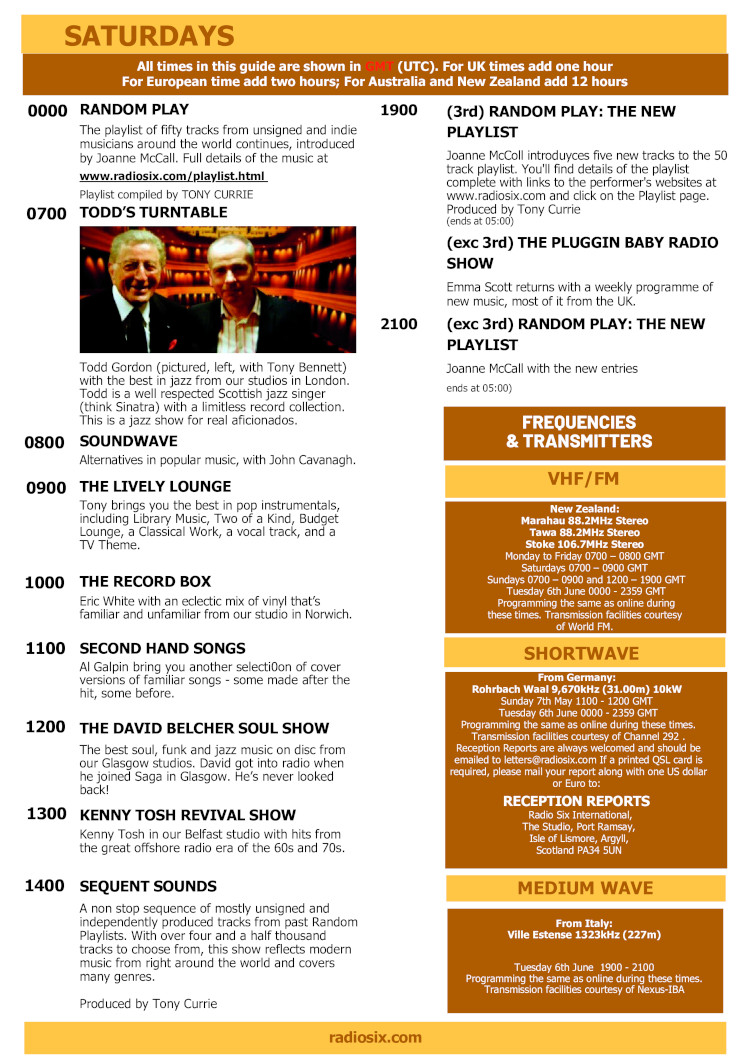 SATURDAYS
All times in this guide are shown in GMT (UTC). For UK times add one hour
For European time add two hours; For Australia and New Zealand add 12 hours
0000 RANDOM PLAY
The playlist of fifty tracks from unsigned and indie
musicians around the world continues, introduced
by Joanne McCall. Full details of the music at
www.radiosix.com/playlist.html
Playlist compiled by TONY CURRIE
0700 TODD'S TURNTABLE
Todd Gordon (pictured, left, with Tony Bennett)
with the best in jazz from our studios in London.
Todd is a well respected Scottish jazz singer
(think Sinatra) with a limitless record collection.
This is a jazz show for real aficionados.
0800 SOUNDWAVE
Alternatives in popular music, with John Cavanagh.
0900 THE LIVELY LOUNGE
Tony brings you the best in pop instrumentals,
including Library Music, Two of a Kind, Budget
Lounge, a Classical Work, a vocal track, and a
TV Theme.
1000 THE RECORD BOX
Eric White with an eclectic mix of vinyl that's
familiar and unfamiliar from our studio in Norwich.
1100 SECOND HAND SONGS
Al Galpin bring you another selecti0on of cover
versions of familiar songs - some made after the
hit, some before.
1200 THE DAVID BELCHER SOUL SHOW
The best soul, funk and jazz music on disc from
our Glasgow studios. David got into radio when
he joined Saga in Glasgow. He's never looked
back!
1300 KENNY TOSH REVIVAL SHOW
Kenny Tosh in our Belfast studio with hits from
the great offshore radio era of the 60s and 70s.
1400 SEQUENT SOUNDS
A non stop sequence of mostly unsigned and
independently produced tracks from past Random
Playlists. With over four and a half thousand
tracks to choose from, this show reflects modern
music from right around the world and covers
many genres.
Produced by Tony Currie
1900 (3rd) RANDOM PLAY: THE NEW
PLAYLIST
Joanne McColl introduyces five new tracks to the 50
track playlist. You'll find details of the playlist
complete with links to the performer's websites at
www.radiosix.com and click on the Playlist page.
Produced by Tony Currie
(ends at 05:00)
(exc 3rd) THE PLUGGIN BABY RADIO
SHOW
Emma Scott returns with a weekly programme of
new music, most of it from the UK.
2100 (exc 3rd) RANDOM PLAY: THE NEW
PLAYLIST
Joanne McCall with the new entries
ends at 05:00)
FREQUENCIES
& TRANSMITTERS
VHF/FM
New Zealand:
Marahau 88.2MHz Stereo
Tawa 88.2MHz Stereo
Stoke 106.7MHz Stereo
Monday to Friday 0700 – 0800 GMT
Saturdays 0700 – 0900 GMT
Sundays 0700 – 0900 and 1200 – 1900 GMT
Tuesday 6th June 0000 - 2359 GMT
Programming the same as online during
these times. Transmission facilities courtesy
of World FM.
SHORTWAVE
From Germany:
Rohrbach Waal 9,670kHz (31.00m) 10kW
Sunday 7th May 1100 - 1200 GMT
Tuesday 6th June 0000 - 2359 GMT
Programming the same as online during these times.
Transmission facilities courtesy of Channel 292 .
Reception Reports are always welcomed and should be
emailed to letters@radiosix.com If a printed QSL card is
required, please mail your report along with one US dollar
or Euro to:
RECEPTION REPORTS
Radio Six International,
The Studio, Port Ramsay,
Isle of Lismore, Argyll,
Scotland PA34 5UN
MEDIUM WAVE
From Italy:
Ville Estense 1323kHz (227m)
Tuesday 6th June 1900 - 2100
Programming the same as online during these times.
Transmission facilities courtesy of Nexus-IBA
radiosix.com